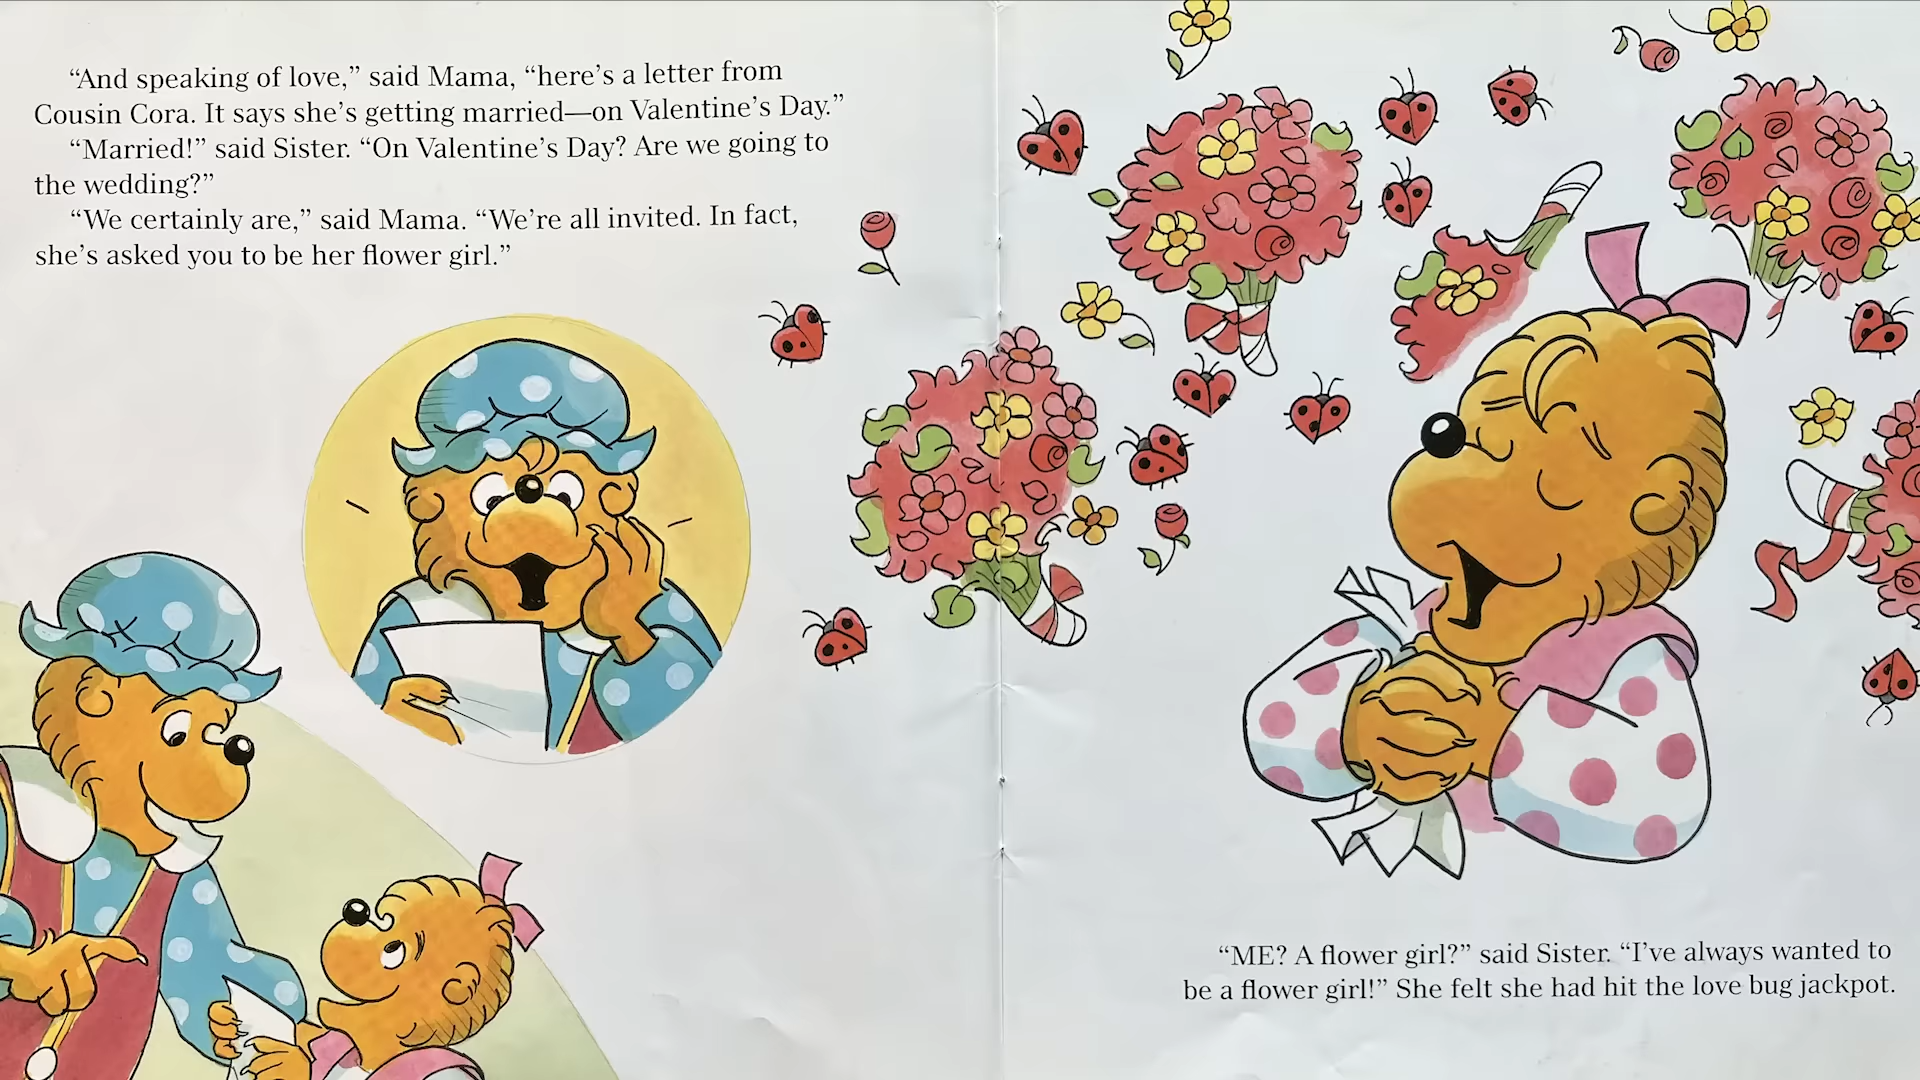 “And speaking of love,” said Mama, “here’s a letter from
Cousin Cora. It says she’s getting married—on Valentine’s Day.”
“Married!” said Sister. “On Valentine’s Day? Are we going to
the wedding?”
“We certainly are,” said Mama. “We’re all invited. In fact,
she’s asked you to be her flower girl.”
“ME? A flower girl?” said Sister. “I’ve always wanted to
be a flower girl!” She felt she had hit the love bug jackpot.